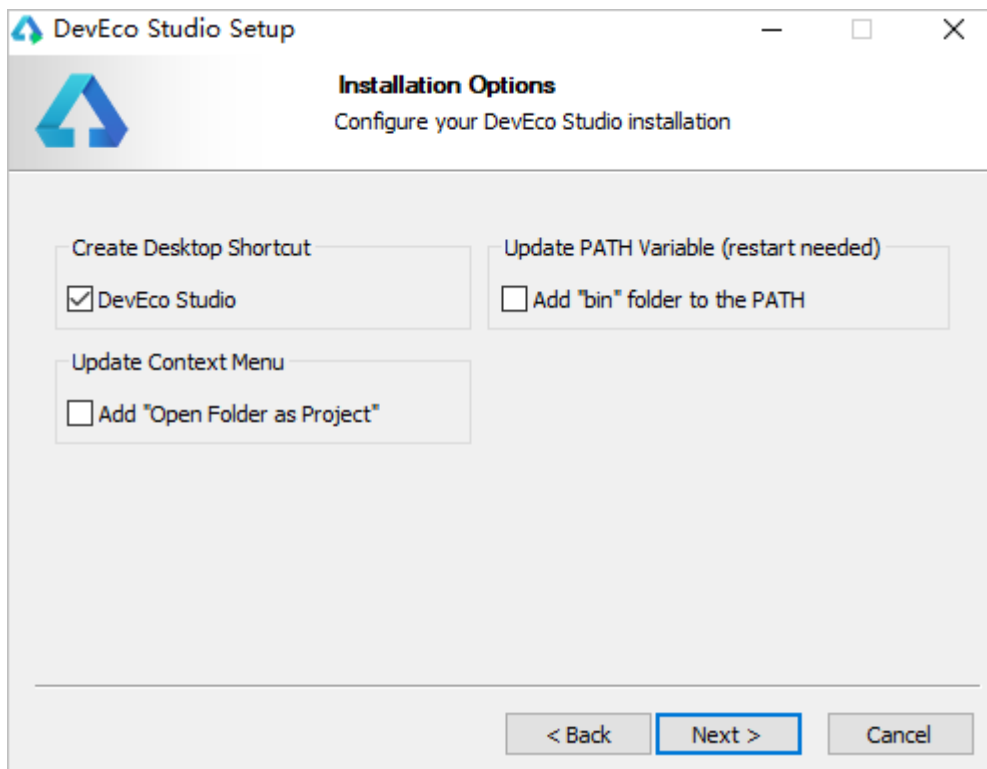 DevEco Studio Setup
Installation Options
Configure your DevEco Studio installation
Create Desktop Shortcut
DevEco Studio
Update PATH Variable (restart needed)
Add "bin" folder to the PATH
Update Context Menu
Add "Open Folder as Project"
< Back
Next >
Cancel